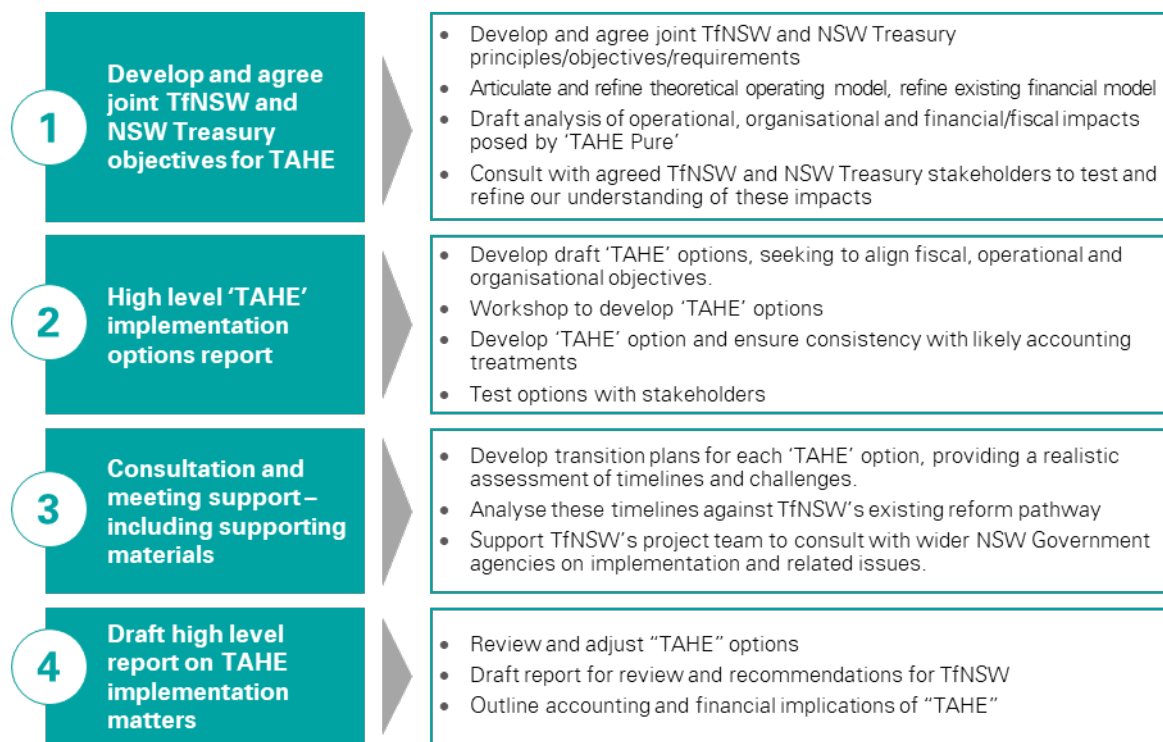 1
Develop and agree
joint TfNSW and
NSW Treasury
objectives for TAHE
• Develop and agree joint TfNSW and NSW Treasury
principles/objectives/requirements
• Articulate and refine theoretical operating model, refine existing financial model
• Draft analysis of operational, organisational and financial/fiscal impacts
posed by ‘TAHE Pure’
• Consult with agreed TfNSW and NSW Treasury stakeholders to test and
refine our understanding of these impacts
2
High level ‘TAHE’
implementation
options report
• Develop draft ‘TAHE’ options, seeking to align fiscal, operational and
organisational objectives.
• Workshop to develop ‘TAHE’ options
• Develop ‘TAHE’ option and ensure consistency with likely accounting
treatments
• Test options with stakeholders
3
Consultation and
meeting support –
including supporting
materials
• Develop transition plans for each ‘TAHE’ option, providing a realistic
assessment of timelines and challenges.
• Analyse these timelines against TfNSW’s existing reform pathway
• Support TfNSW’s project team to consult with wider NSW Government
agencies on implementation and related issues.
4
Draft high level
report on TAHE
implementation
matters
• Review and adjust “TAHE” options
• Draft report for review and recommendations for TfNSW
• Outline accounting and financial implications of “TAHE”